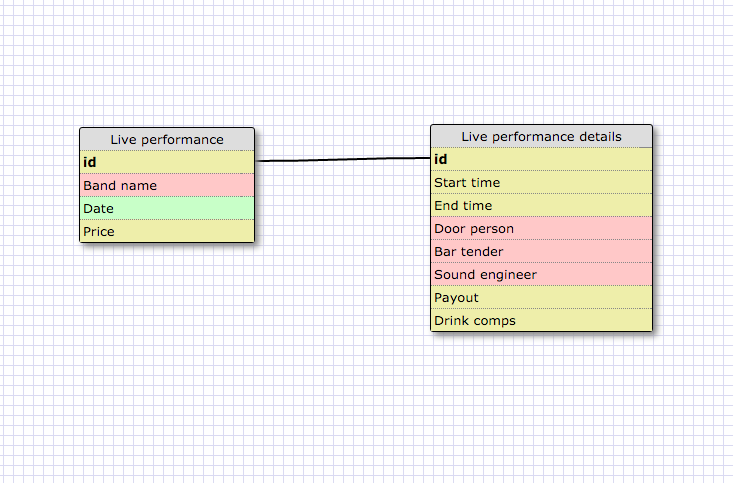 Live performance
id
Band name
Date
Price
Live performance details
id
Start time
End time
Door person
Bar tender
Sound engineer
Payout
Drink comps